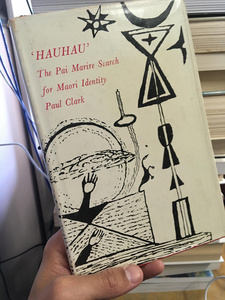 'HAUHAU'
The Pai Marire Search
for Maori Identity
Paul Clark